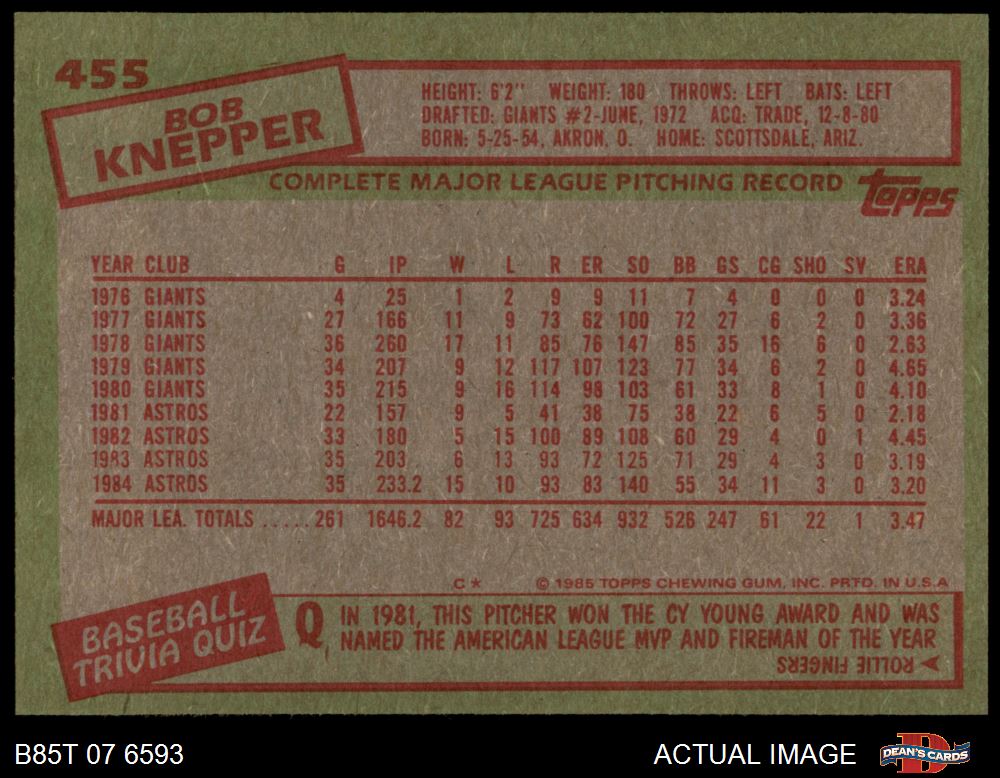 455
BOB
KNEPPER
HEIGHT: 6'2" WEIGHT: 180 THROWS: LEFT BATS: LEFT
DRAFTED: GIANTS #2-JUNE, 1972 ACQ: TRADE, 12-8-80
BORN: 5-25-54, AKRON, O. HOME: SCOTTSDALE, ARIZ.
COMPLETE MAJOR LEAGUE PITCHING RECORD
topps
YEAR CLUB G IP W L R ER SO BB GS CG SHO SV ERA
1976 GIANTS 4 25 1 2 9 9 11 7 4 0 0 0 3.24
1977 GIANTS 27 166 11 9 73 62 100 72 27 6 2 0 3.36
1978 GIANTS 36 260 17 11 85 76 147 85 35 16 6 0 2.63
1979 GIANTS 34 207 9 12 117 107 123 77 34 6 2 0 4.65
1980 GIANTS 35 215 9 16 114 98 103 61 33 8 1 0 4.10
1981 ASTROS 22 157 9 5 41 38 75 38 22 6 5 0 2.18
1982 ASTROS 33 180 5 15 100 89 108 60 29 4 0 1 4.45
1983 ASTROS 35 203 6 13 93 72 125 71 29 4 3 0 3.19
1984 ASTROS 35 233.2 15 10 93 83 140 55 34 11 3 0 3.20
MAJOR LEA. TOTALS ..... 261 1646.2 82 93 725 634 932 526 247 61 22 1 3.47
C * © 1985 TOPPS CHEWING GUM, INC. PRTD. IN U.S.A
BASEBALL
TRIVIA QUIZ
Q. IN 1981, THIS PITCHER WON THE CY YOUNG AWARD AND WAS
NAMED THE AMERICAN LEAGUE MVP AND FIREMAN OF THE YEAR
ROLLIE FINGERS
B85T 07 6593
ACTUAL IMAGE
D
DEAN'S CARDS